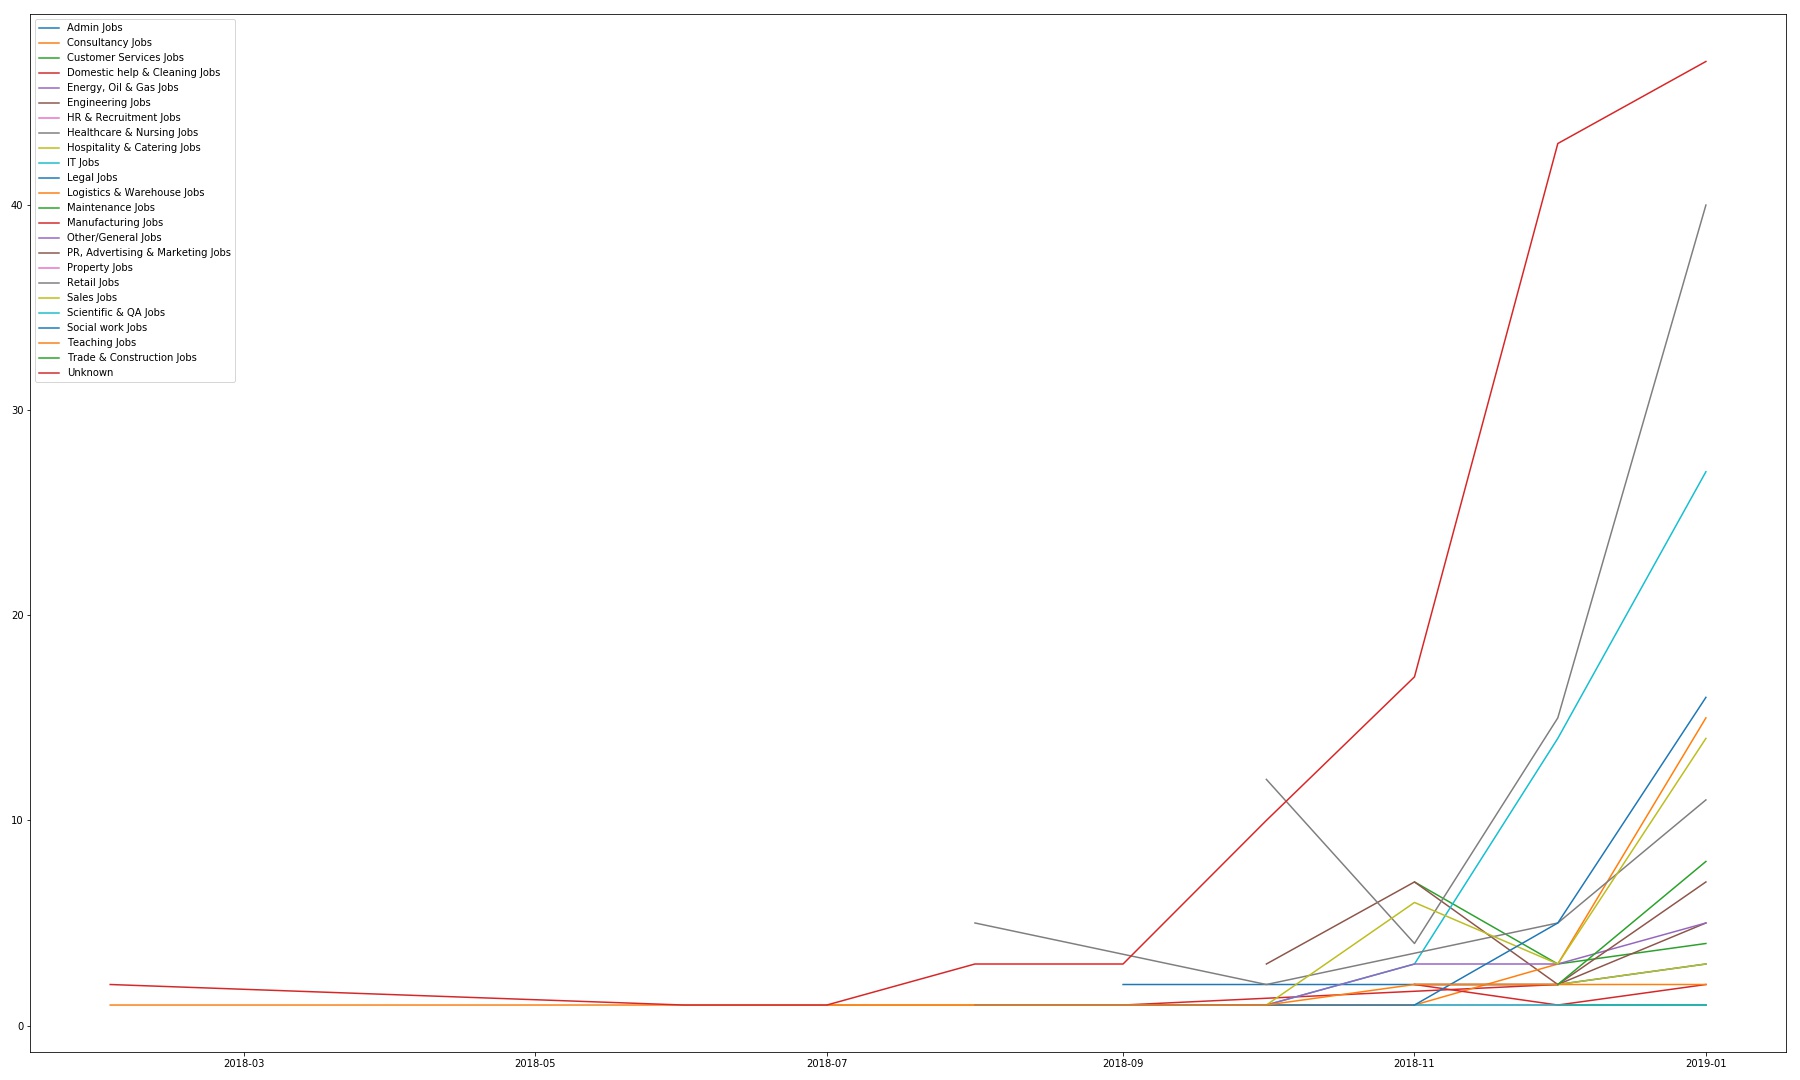 Admin Jobs
Consultancy Jobs
Customer Services Jobs
Domestic help & Cleaning Jobs
Energy, Oil & Gas Jobs
Engineering Jobs
HR & Recruitment Jobs
Healthcare & Nursing Jobs
Hospitality & Catering Jobs
IT Jobs
Legal Jobs
Logistics & Warehouse Jobs
Maintenance Jobs
Manufacturing Jobs
Other/General Jobs
PR, Advertising & Marketing Jobs
Property Jobs
Retail Jobs
Sales Jobs
Scientific & QA Jobs
Social work Jobs
Teaching Jobs
Trade & Construction Jobs
Unknown
40
30
20
10
0
2018-03 2018-05 2018-07 2018-09 2018-11 2019-01